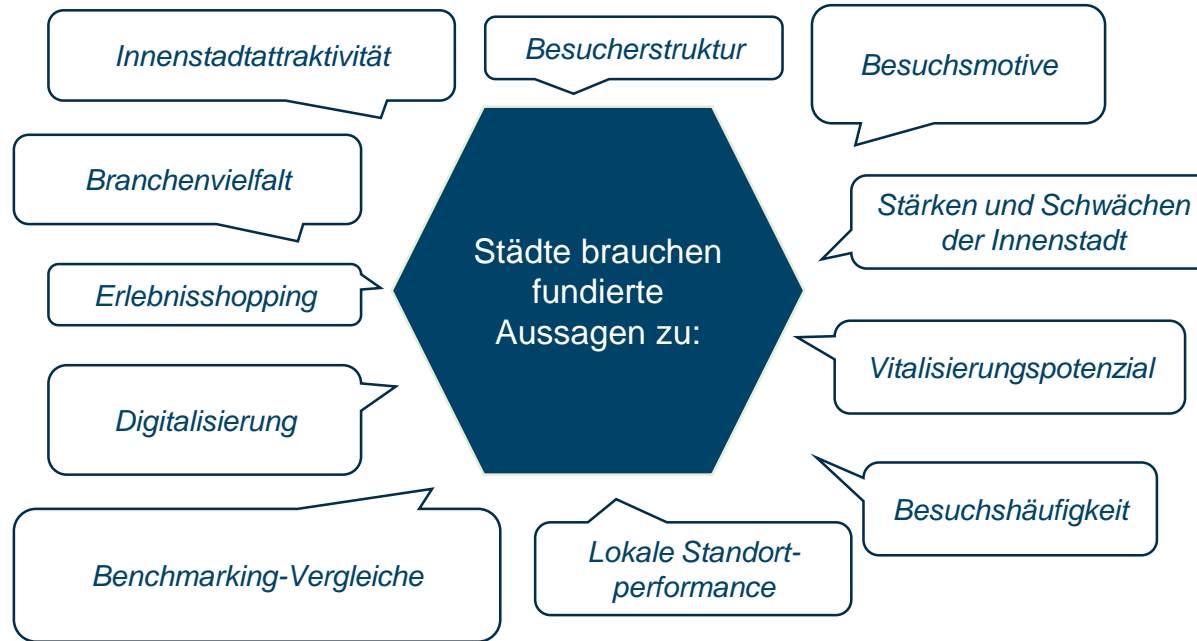 Innenstadtattraktivität
Besucherstruktur
Besuchsmotive
Branchenvielfalt
Stärken und Schwächen
der Innenstadt
Städte brauchen
fundierte
Aussagen zu:
Erlebnisshopping
Vitalisierungspotenzial
Digitalisierung
Besuchshäufigkeit
Lokale Standort-
performance
Benchmarking-Vergleiche